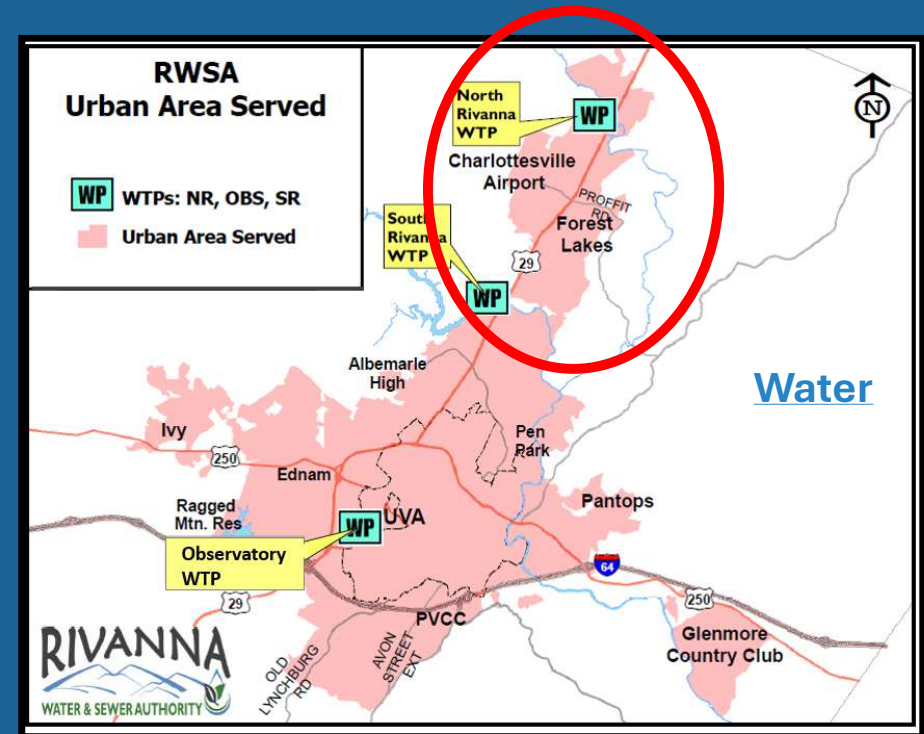 RWSA
Urban Area Served
WP WTPs: NR, OBS, SR
Urban Area Served
North
Rivanna
WTP
WP
N
Charlottesville
Airport
PROFFIT
RD
Forest
Lakes
South
Rivanna
WTP
29
WP
Albemarle
High
Water
Ivy
250
Ednam
Pen
Park
Pantops
Ragged
Mtn. Res
WP
UVA
Observatory
WTP
64
29
250
PVCC
Glenmore
Country Club
OLD
LYNCHBURG
RD
AVON
STREET
EXT
RIVANNA
WATER & SEWER AUTHORITY